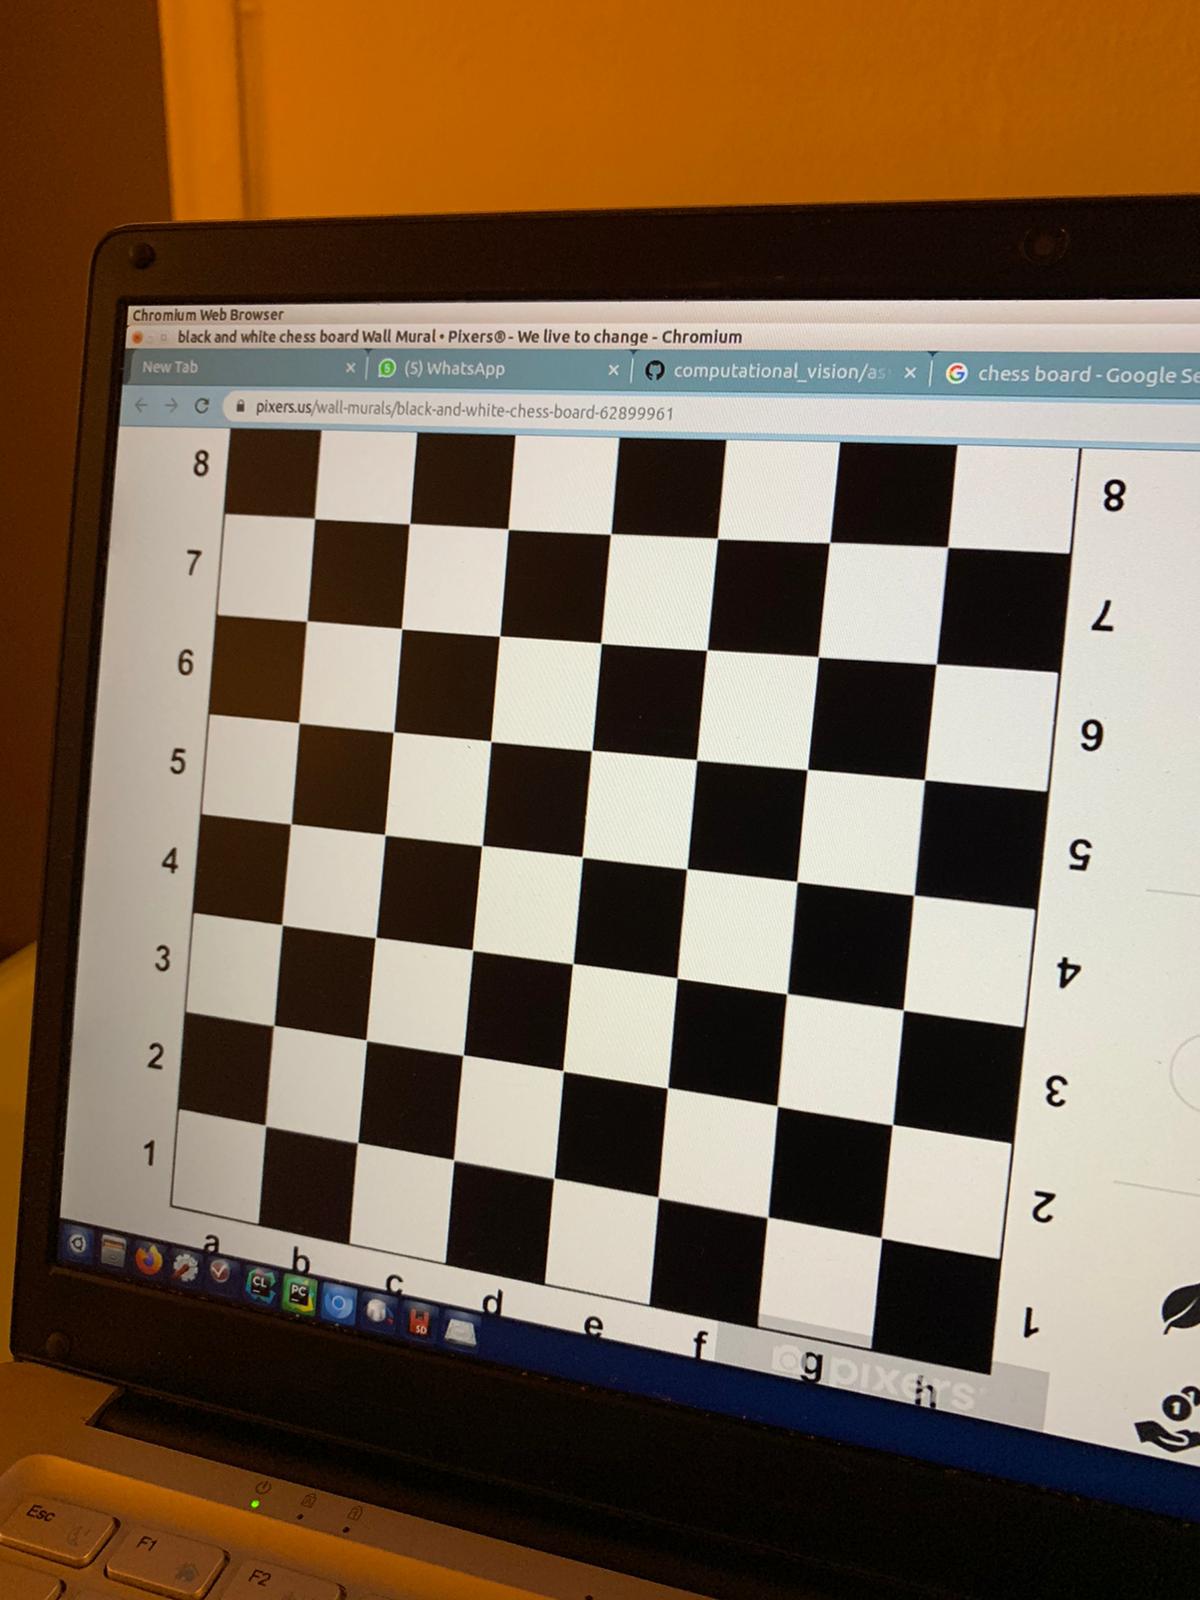 Chromium Web Browser
black and white chess board Wall Mural • Pixers® - We live to change - Chromium
New Tab
(5) WhatsApp
computational_vision/as
chess board - Google Se
pixers.us/wall-murals/black-and-white-chess-board-62899961
8
8
7
7
6
6
5
5
4
4
3
3
2
2
1
1
a b c d e f g h
CL
PC
SD
pixers
Esc
F1
F2